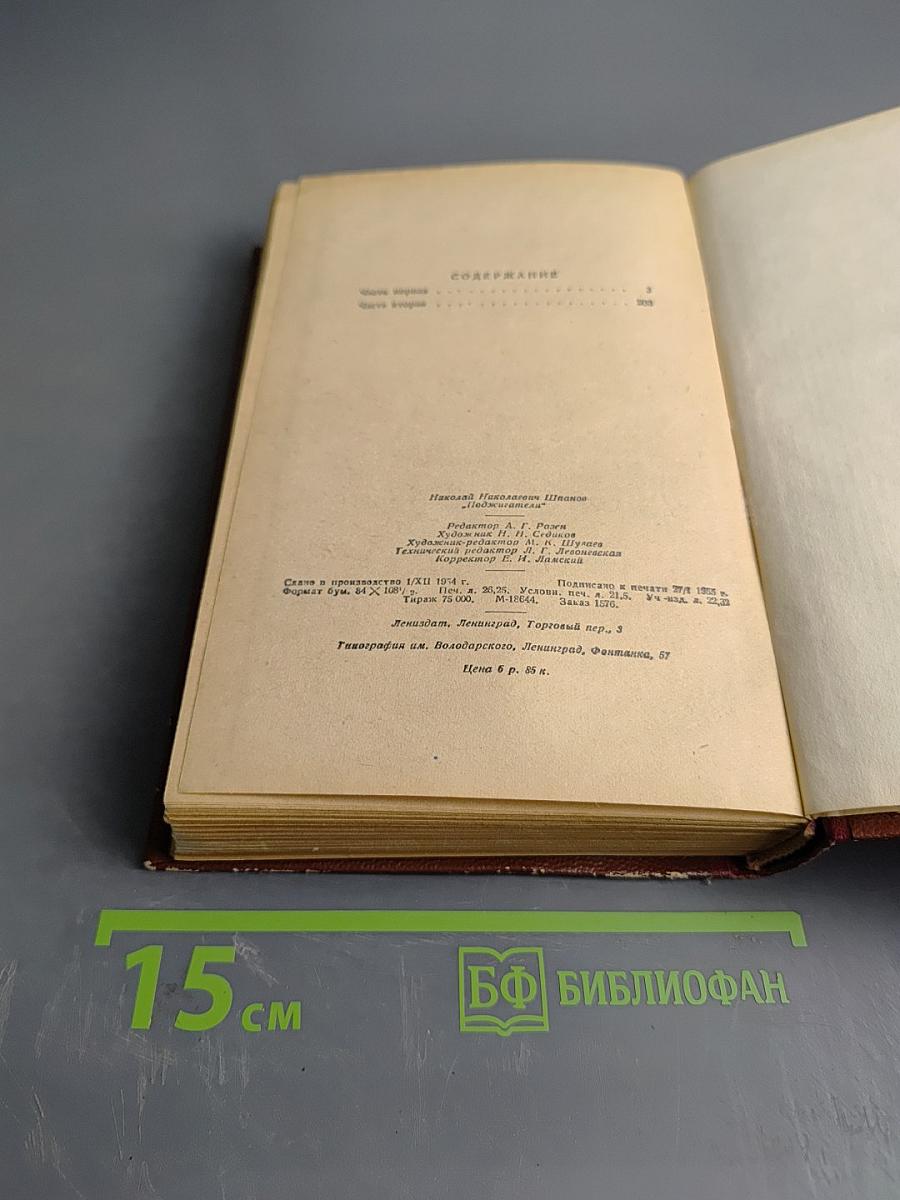 СОДЕРЖАНИЕ
Часть первая . . . . . . . . . . . . . . . . . . 3
Часть вторая . . . . . . . . . . . . . . . . . .
Николай Николаевич Шпанов
„Поджигатели“
Редактор А. Г. Розен
Художник Н. Н. Седиков
Художник-редактор М. К. Шулаев
Технический редактор Л. Г. Левоневская
Корректор Е. И. Ламский
Сдано в производство 1/XII 1954 г. Подписано к печати 27/I 1955 г.
Формат бум. 84 × 108¹/₃₂. Печ. л. 26,25. Условн. печ. л. 21,5. Уч-изд. л. 22,32
Тираж 75 000. М-18644. Заказ 1576.
Лениздат, Ленинград, Торговый пер., 3
Типография им. Володарского, Ленинград, Фонтанка, 57
Цена 6 р. 85 к.
15 см
БФ БИБЛИОФАН